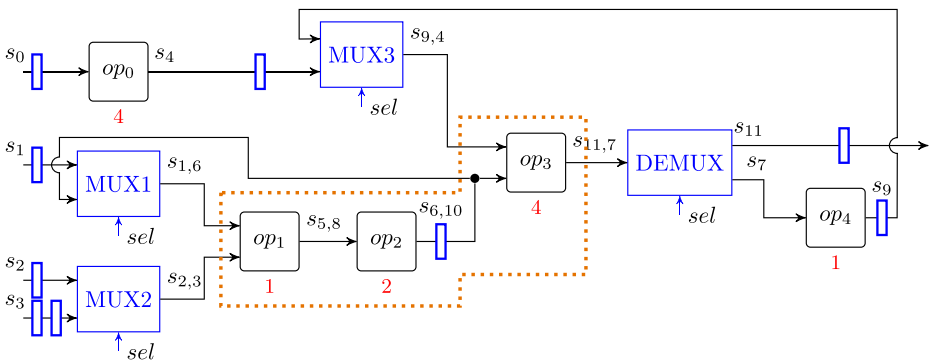 s₀
op₀
4
s₄
MUX3
sel
s₉,₄
s₁
MUX1
sel
s₁,₆
s₂
s₃
MUX2
sel
s₂,₃
op₁
1
s₅,₈
op₂
2
s₆,₁₀
op₃
4
s₁₁,₇
DEMUX
sel
s₁₁
s₇
op₄
1
s₉